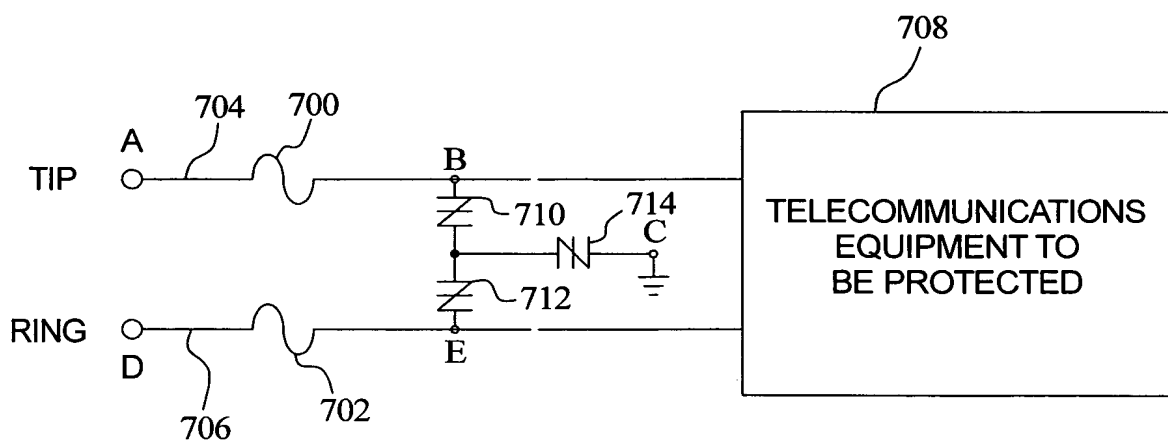 708
704
700
A
TIP
B
710
714
C
TELECOMMUNICATIONS
EQUIPMENT TO
BE PROTECTED
712
RING
D
E
706
702